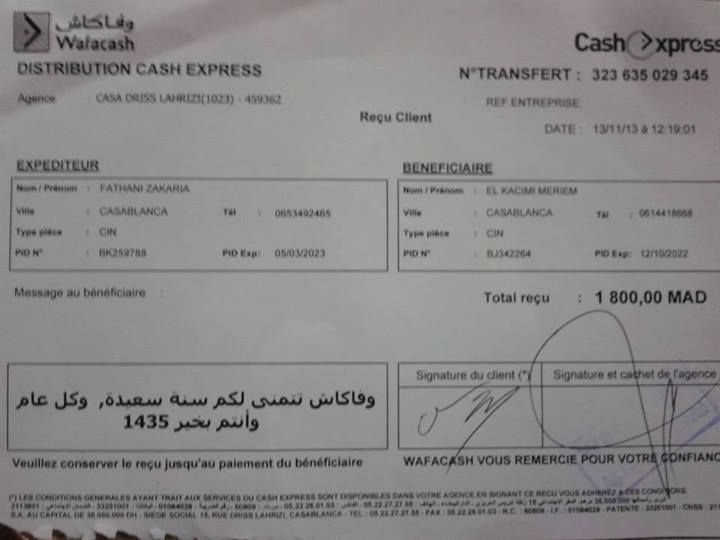 وفاكاش
Wafacash
Cash Xpress
DISTRIBUTION CASH EXPRESS
N°TRANSFERT : 323 635 029 345
Agence : CASA DRISS LAHRIZI(1023) - 459362
REF.ENTREPRISE
Reçu Client
DATE : 13/11/13 à 12:19:01
EXPEDITEUR
Nom / Prénom : FATHANI ZAKARIA
Ville : CASABLANCA Tél : 0653492465
Type pièce : CIN
PID N° : BK259788 PID Exp: 05/03/2023
BENEFICIAIRE
Nom / Prénom : EL KACIMI MERIEM
Ville : CASABLANCA Tél : 0614418668
Type pièce : CIN
PID N° : BJ342264 PID Exp: 12/10/2022
Message au bénéficiaire :
Total reçu : 1 800,00 MAD
وفاكاش تتمنى لكم سنة سعيدة, وكل عام
وأنتم بخير 1435
Signature du client (*)
Signature et cachet de l'agence
Veuillez conserver le reçu jusqu'au paiement du bénéficiaire
WAFACASH VOUS REMERCIE POUR VOTRE CONFIANC
(*) LES CONDITIONS GENERALES AYANT TRAIT AUX SERVICES DU CASH EXPRESS SONT DISPONIBLES DANS VOTRE AGENCE.EN SIGNANT CE RECU VOUS ADHEREZ A CES CONDITIONS.
S.A. AU CAPITAL DE 35.050.000 DH - SIEGE SOCIAL 15, RUE DRISS LAHRIZI, CASABLANCA - TEL : 05.22.27.27.55 - FAX : 05.22.26.01.03 - R.C. : 60809 - I.F. : 01084028 - PATENTE : 33251001 - CNSS : 211